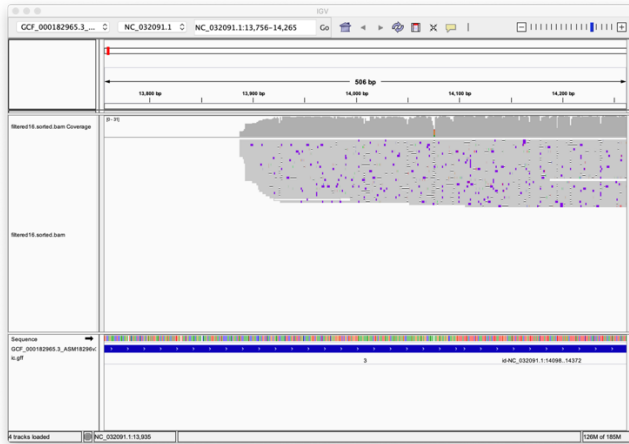 IGV
GCF_000182965.3_... NC_032091.1 NC_032091.1:13,756-14,265 Go
506 bp
13,800 bp 13,900 bp 14,000 bp 14,100 bp 14,200 bp
filtered16.sorted.bam Coverage
[0 - 31]
filtered16.sorted.bam
Sequence
GCF_000182965.3_ASM18296v3
ic.gff
3 id-NC_032091.1:14098..14372
4 tracks loaded NC_032091.1:13,935 126M of 185M